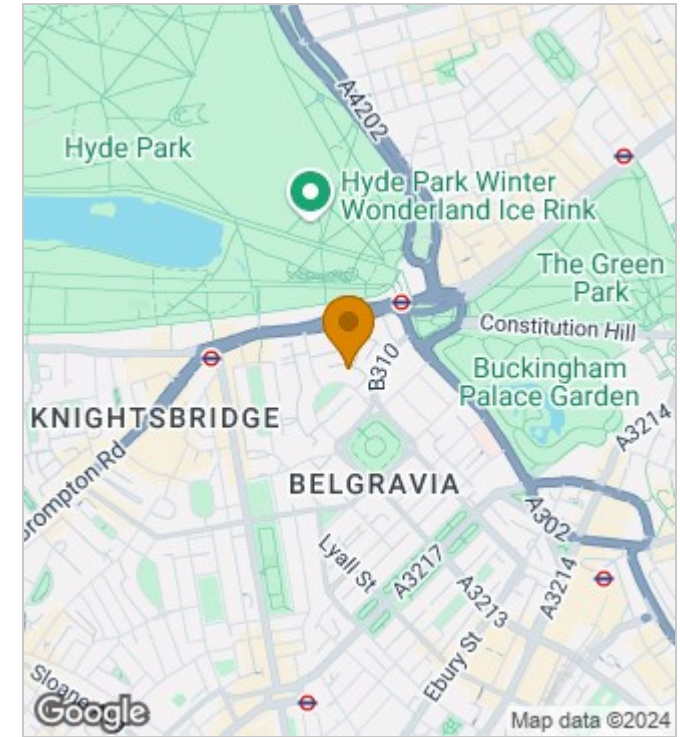 A4202
Hyde Park
Hyde Park Winter
Wonderland Ice Rink
The Green
Park
Constitution Hill
B310
Buckingham
Palace Garden
KNIGHTSBRIDGE
A3214
Brompton Rd
BELGRAVIA
A302
Lyall St
A3217
A3213
A3214
Ebury St
Sloane
Google
Map data ©2024